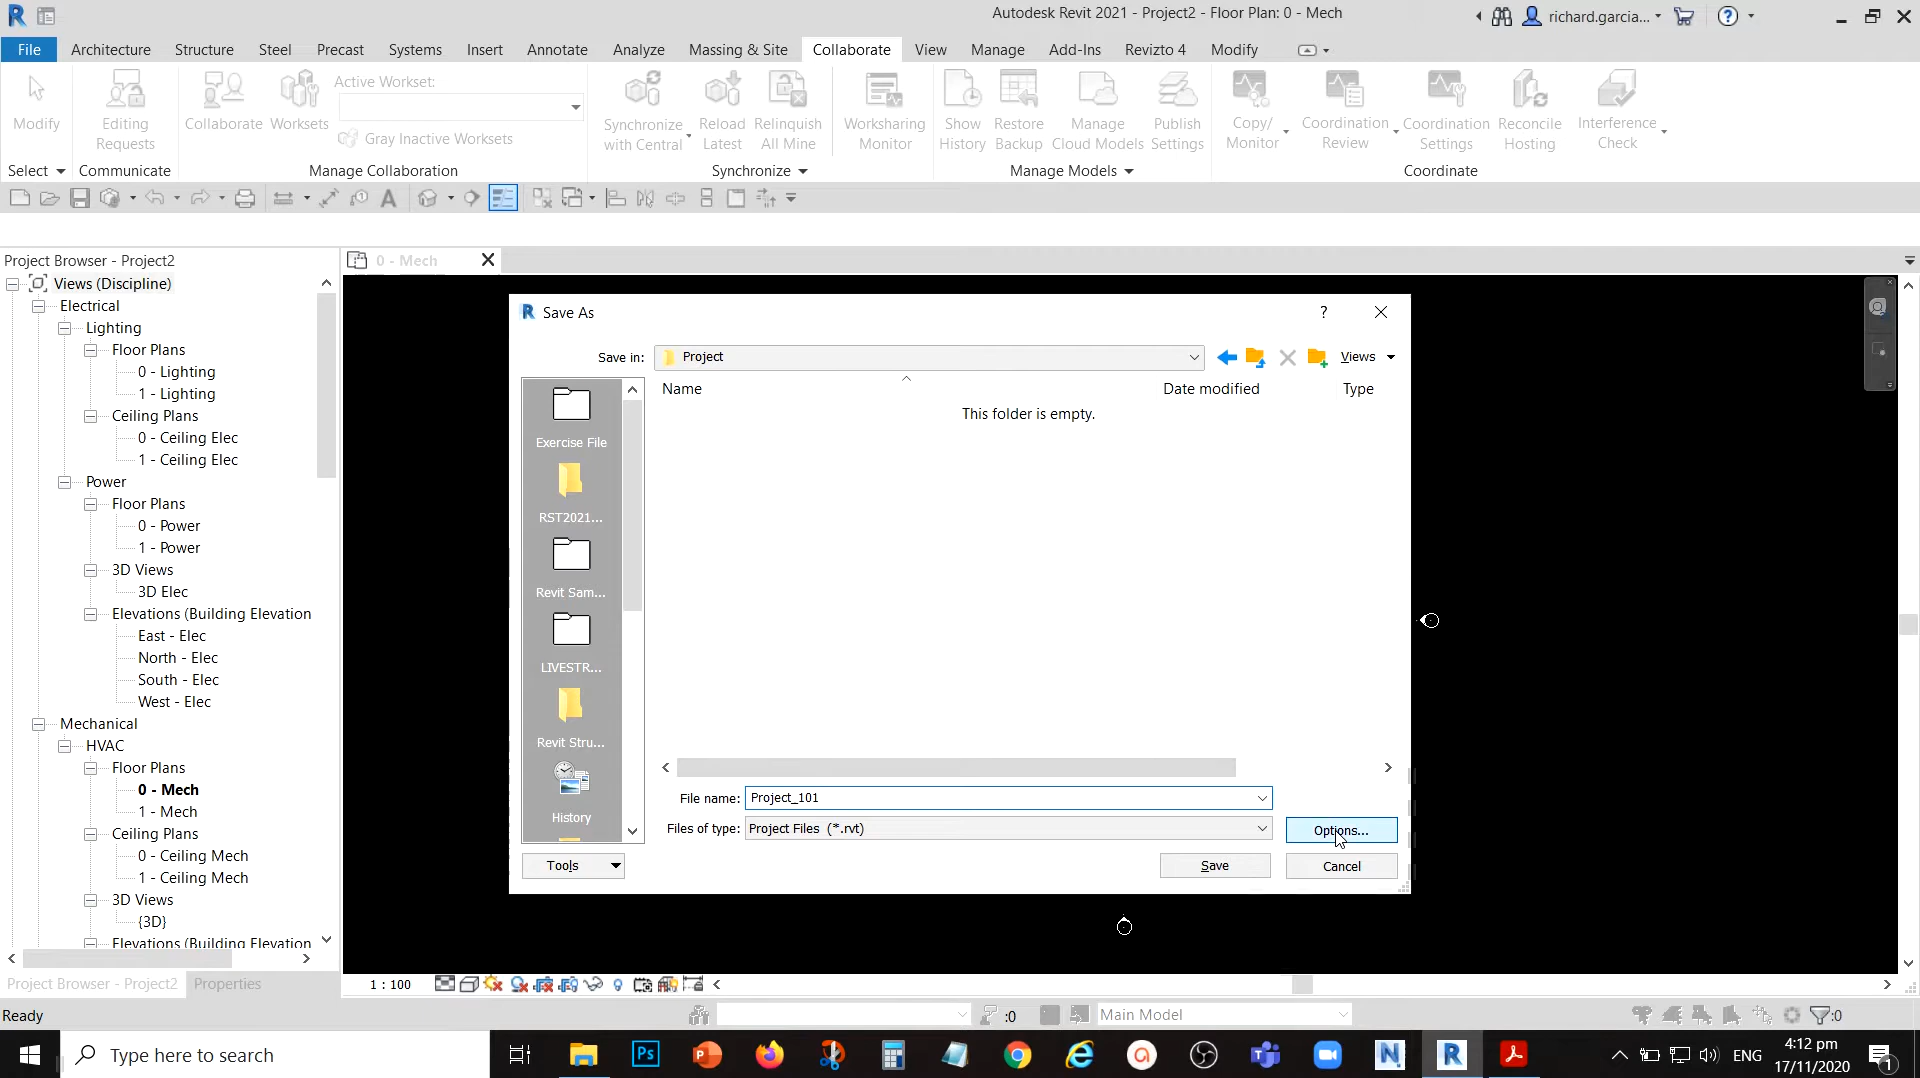 Autodesk Revit 2021 - Project2 - Floor Plan: 0 - Mech
richard.garcia...
File Architecture Structure Steel Precast Systems Insert Annotate Analyze Massing & Site Collaborate View Manage Add-Ins Revizto 4 Modify
Modify
Editing Requests
Collaborate
Worksets
Active Workset:
Gray Inactive Worksets
Synchronize with Central
Reload Latest
Relinquish All Mine
Worksharing Monitor
Show History
Restore Backup
Manage Cloud Models
Publish Settings
Copy/ Monitor
Coordination Review
Coordination Settings
Reconcile Hosting
Interference Check
Select Communicate Manage Collaboration Synchronize Manage Models Coordinate
Project Browser - Project2
0 - Mech
Views (Discipline)
Electrical
Lighting
Floor Plans
0 - Lighting
1 - Lighting
Ceiling Plans
0 - Ceiling Elec
1 - Ceiling Elec
Power
Floor Plans
0 - Power
1 - Power
3D Views
3D Elec
Elevations (Building Elevation
East - Elec
North - Elec
South - Elec
West - Elec
Mechanical
HVAC
Floor Plans
0 - Mech
1 - Mech
Ceiling Plans
0 - Ceiling Mech
1 - Ceiling Mech
3D Views
{3D}
Elevations (Building Elevation
Project Browser - Project2 Properties
Save As
Save in: Project
Views
Name Date modified Type
This folder is empty.
Exercise File
RST2021...
Revit Sam...
LIVESTR...
Revit Stru...
History
File name: Project_101
Files of type: Project Files (*.rvt)
Options...
Tools
Save
Cancel
1 : 100
Ready
:0
Main Model
:0
Type here to search
ENG
4:12 pm
17/11/2020
1